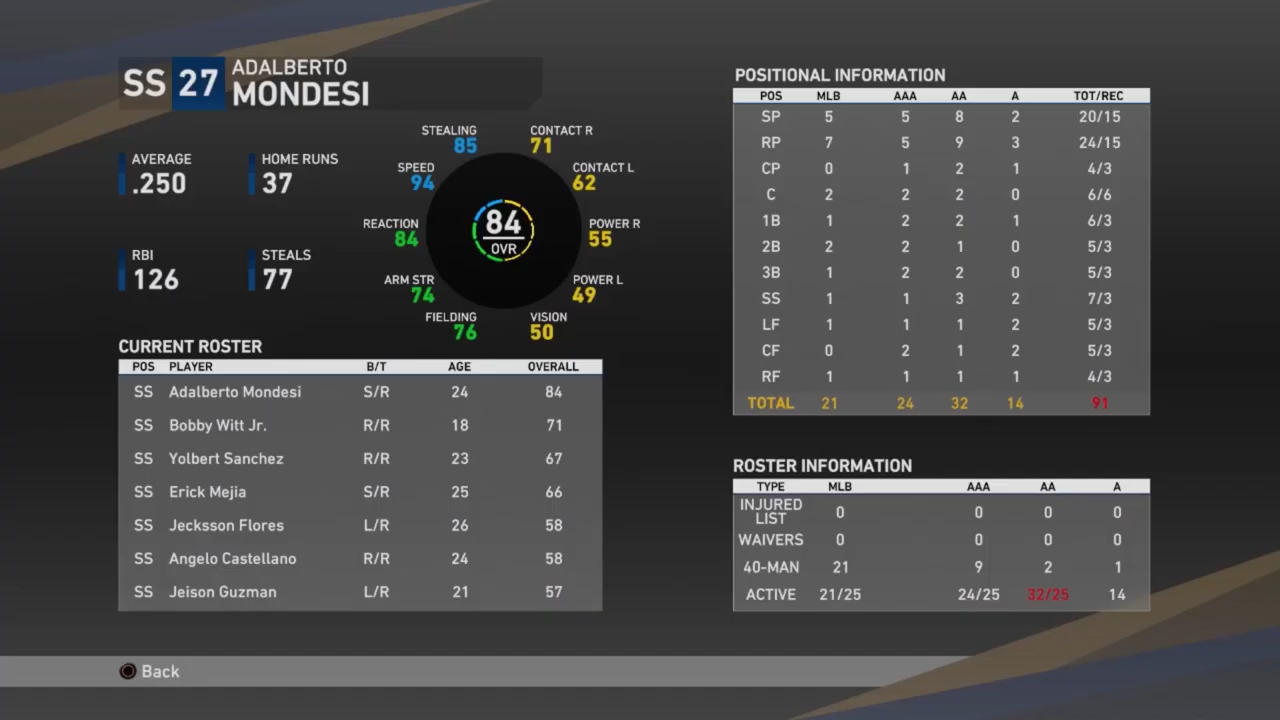 SS 27 ADALBERTO MONDESI
AVERAGE
.250
HOME RUNS
37
RBI
126
STEALS
77
STEALING
85
CONTACT R
71
SPEED
94
CONTACT L
62
REACTION
84
POWER R
55
ARM STR
74
POWER L
49
FIELDING
76
VISION
50
84
OVR
CURRENT ROSTER
POS PLAYER B/T AGE OVERALL
SS Adalberto Mondesi S/R 24 84
SS Bobby Witt Jr. R/R 18 71
SS Yolbert Sanchez R/R 23 67
SS Erick Mejia S/R 25 66
SS Jecksson Flores L/R 26 58
SS Angelo Castellano R/R 24 58
SS Jeison Guzman L/R 21 57
POSITIONAL INFORMATION
POS MLB AAA AA A TOT/REC
SP 5 5 8 2 20/15
RP 7 5 9 3 24/15
CP 0 1 2 1 4/3
C 2 2 2 0 6/6
1B 1 2 2 1 6/3
2B 2 2 1 0 5/3
3B 1 2 2 0 5/3
SS 1 1 3 2 7/3
LF 1 1 1 2 5/3
CF 0 2 1 2 5/3
RF 1 1 1 1 4/3
TOTAL 21 24 32 14 91
ROSTER INFORMATION
TYPE MLB AAA AA A
INJURED LIST 0 0 0 0
WAIVERS 0 0 0 0
40-MAN 21 9 2 1
ACTIVE 21/25 24/25 32/25 14
Back